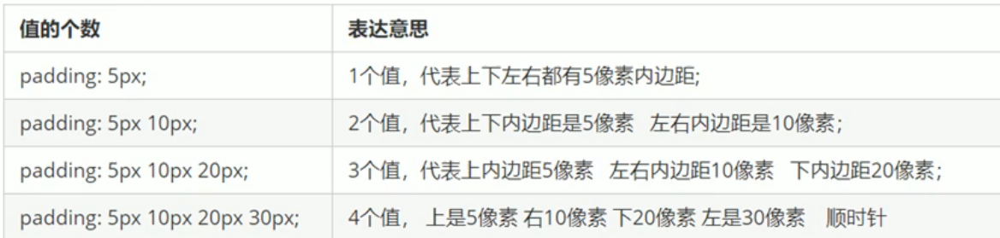 值的个数 表达意思
padding: 5px; 1个值，代表上下左右都有5像素内边距;
padding: 5px 10px; 2个值，代表上下内边距是5像素 左右内边距是10像素；
padding: 5px 10px 20px; 3个值，代表上内边距5像素 左右内边距10像素 下内边距20像素；
padding: 5px 10px 20px 30px; 4个值， 上是5像素 右10像素 下20像素 左是30像素 顺时针